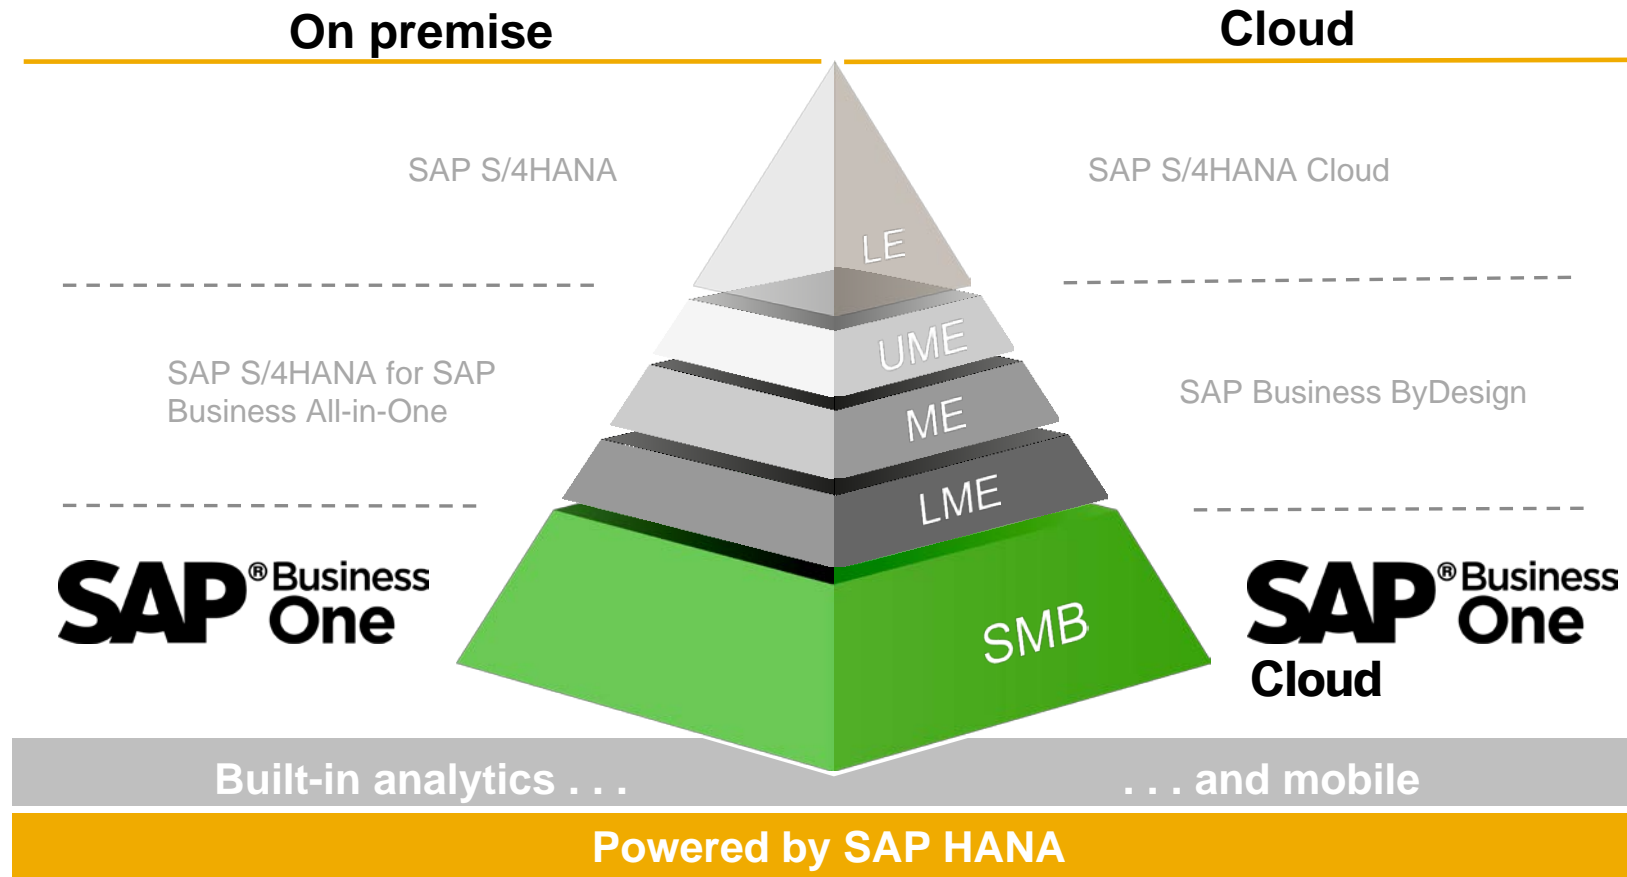 On premise
Cloud
SAP S/4HANA
SAP S/4HANA Cloud
LE
UME
SAP S/4HANA for SAP
Business All-in-One
SAP Business ByDesign
ME
LME
SAP® Business
One
SAP® Business
One
Cloud
SMB
Built-in analytics . . .
. . . and mobile
Powered by SAP HANA